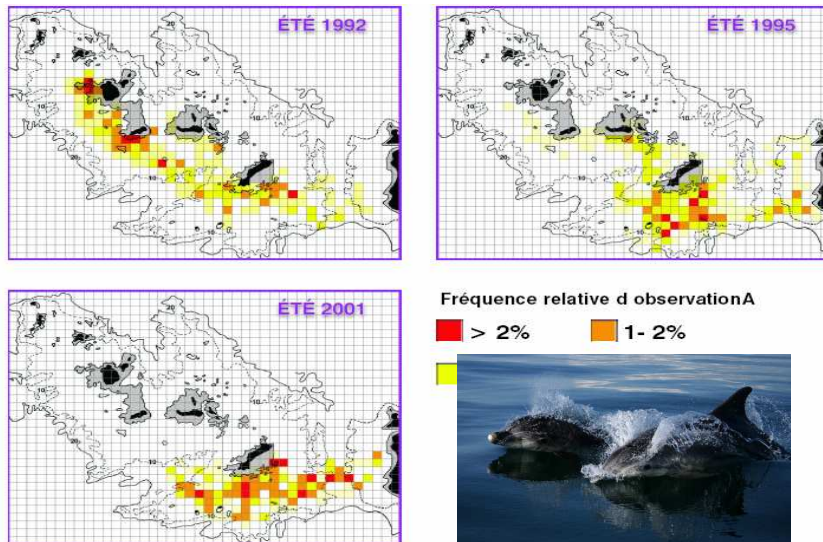 ÉTÉ 1992
ÉTÉ 1995
ÉTÉ 2001
Fréquence relative d observationA
> 2%
1- 2%